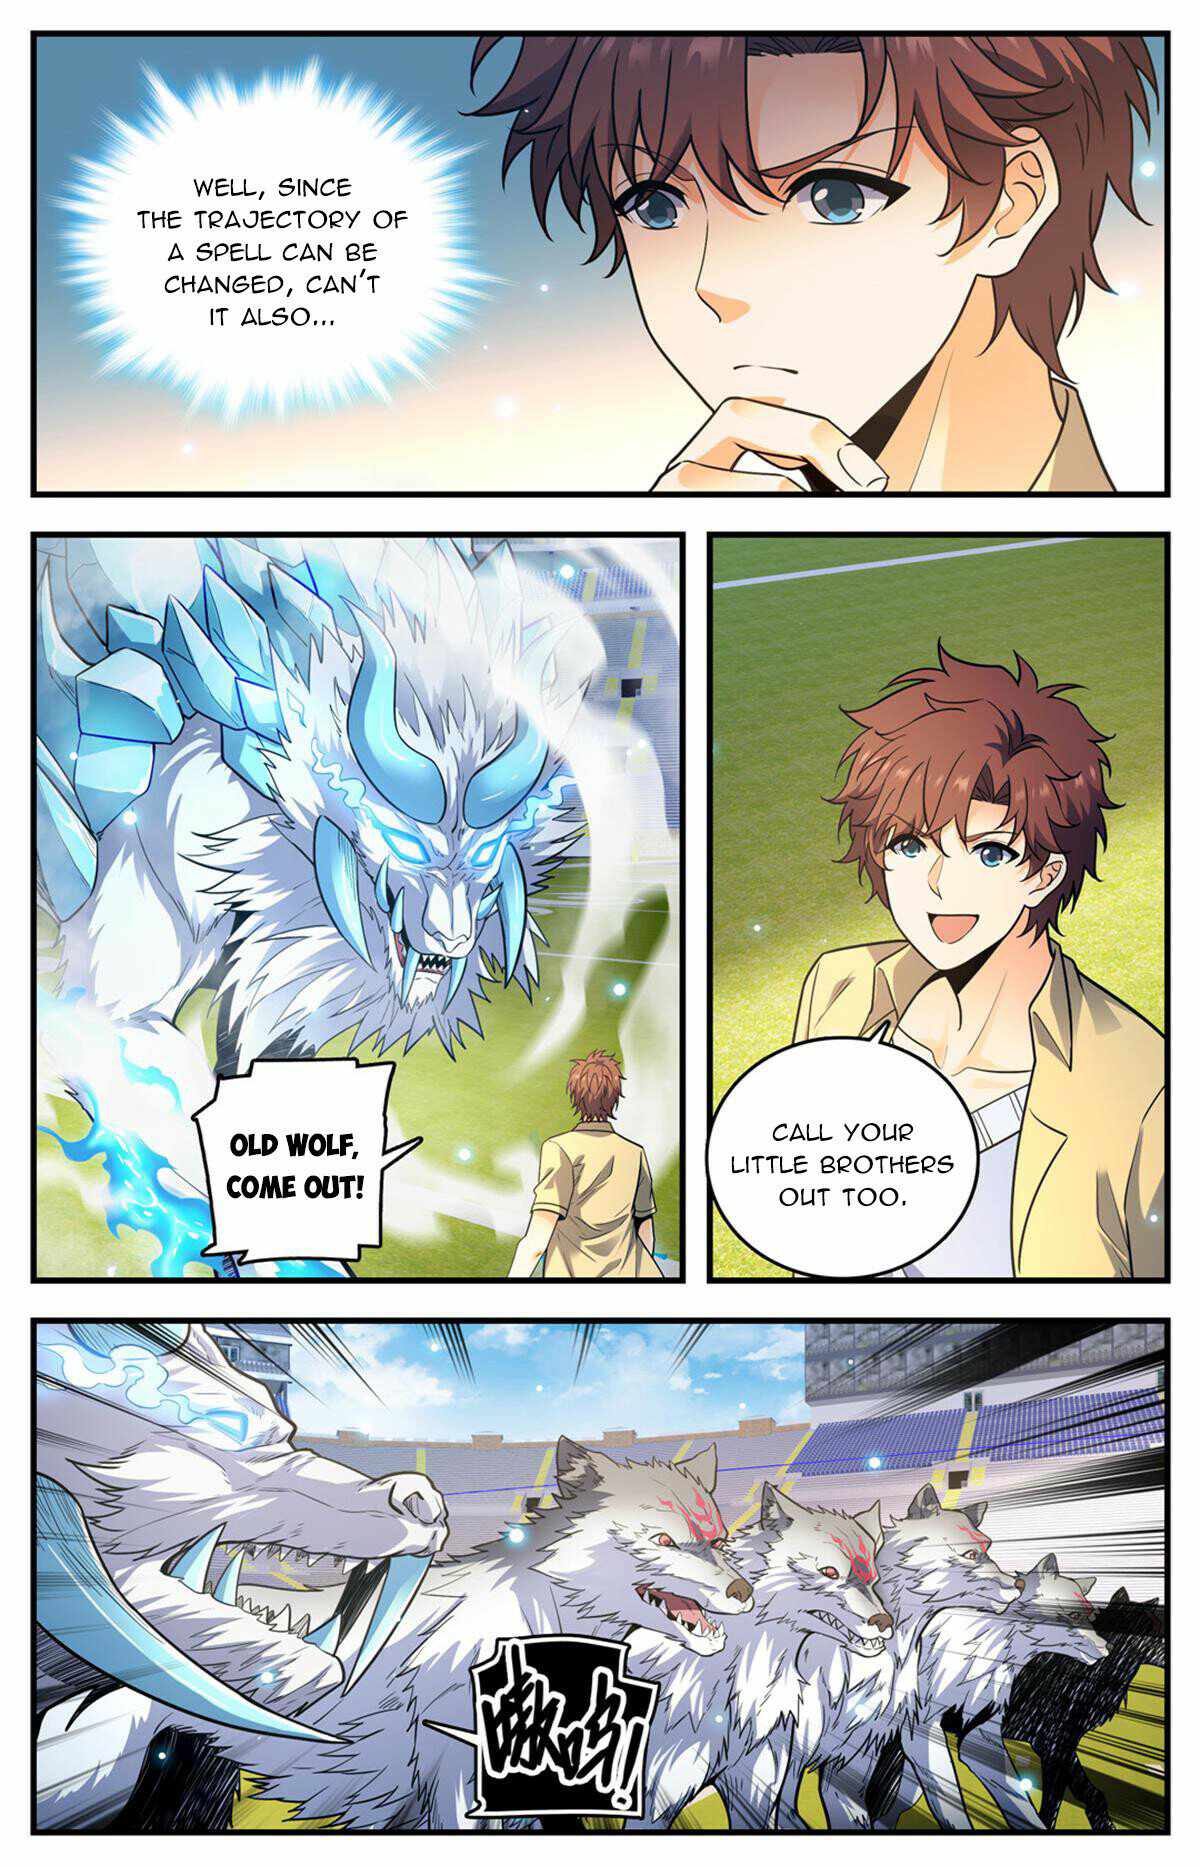 WELL, SINCE
THE TRAJECTORY OF
A SPELL CAN BE
CHANGED, CAN'T
IT ALSO...
OLD WOLF,
COME OUT!
CALL YOUR
LITTLE BROTHERS
OUT TOO.
嗷呜!